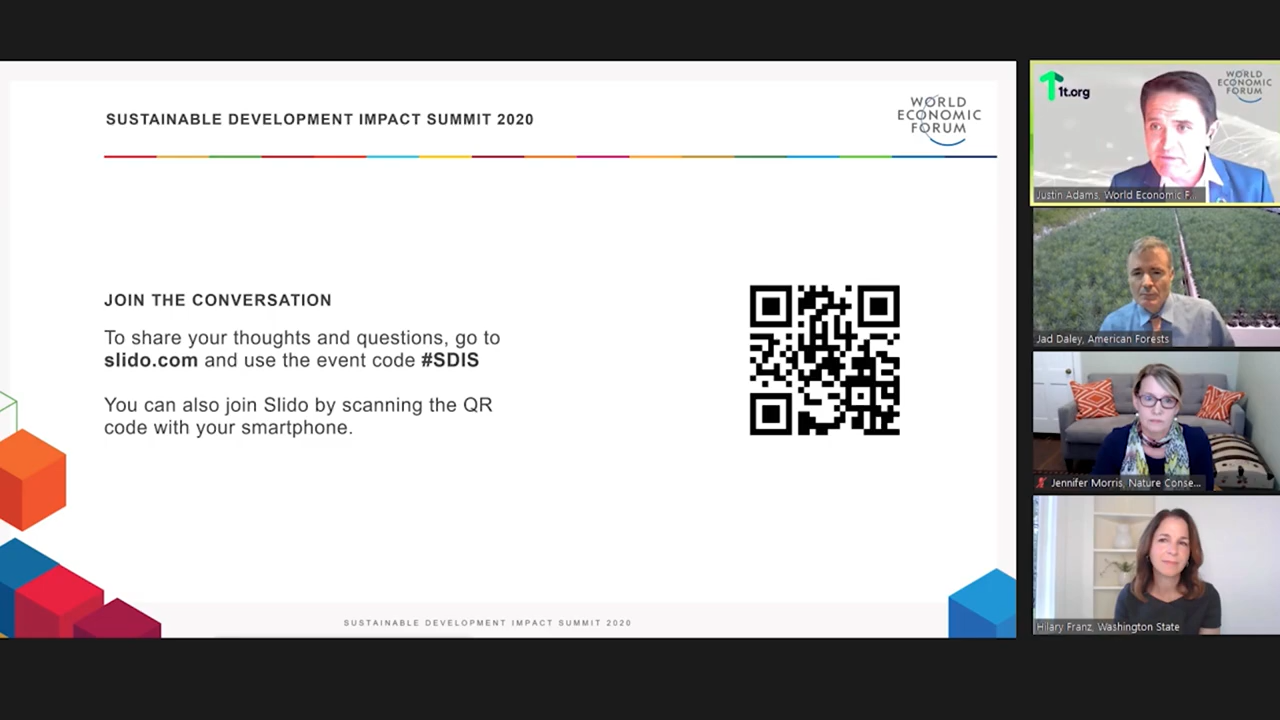 SUSTAINABLE DEVELOPMENT IMPACT SUMMIT 2020
WORLD
ECONOMIC
FORUM
JOIN THE CONVERSATION
To share your thoughts and questions, go to
slido.com and use the event code #SDIS
You can also join Slido by scanning the QR
code with your smartphone.
SUSTAINABLE DEVELOPMENT IMPACT SUMMIT 2020
1t.org
WORLD
ECONOMIC
FORUM
Justin Adams, World Economic F...
Jad Daley, American Forests
Jennifer Morris, Nature Conse...
Hilary Franz, Washington State